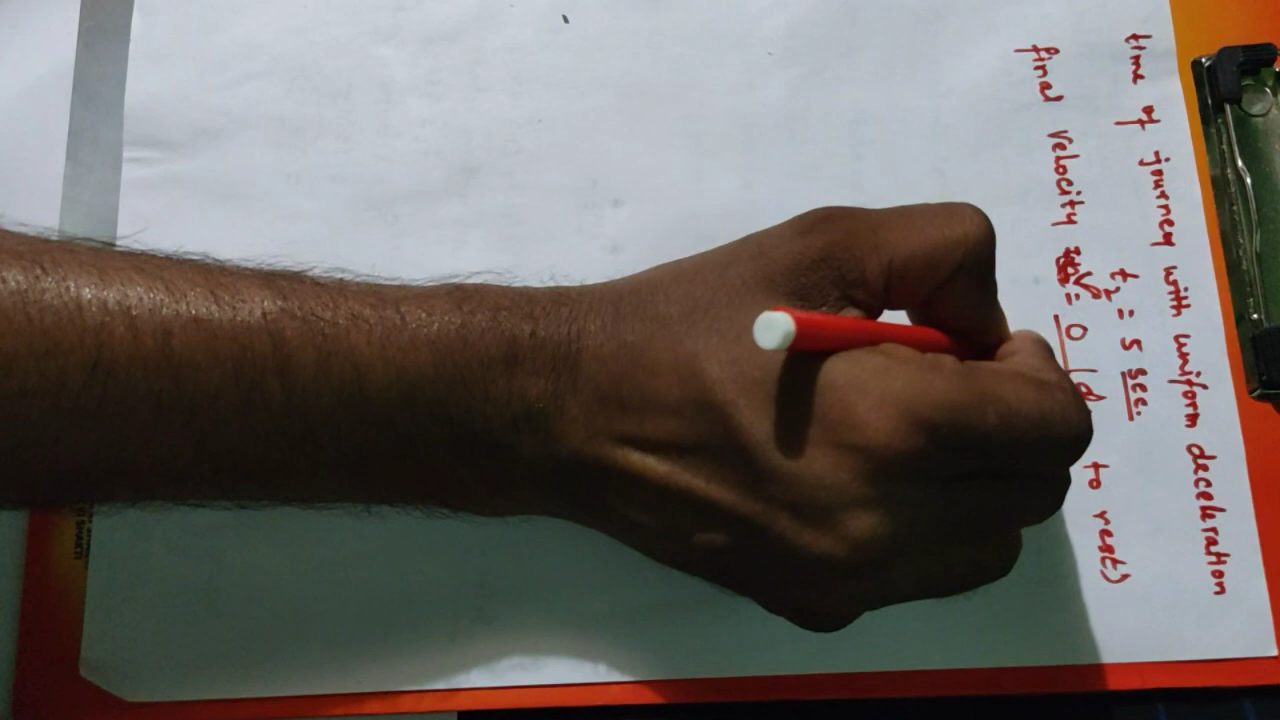 time of journey with uniform deceleration
t₂ = 5 sec.
final velocity v = 0 (d to rest)